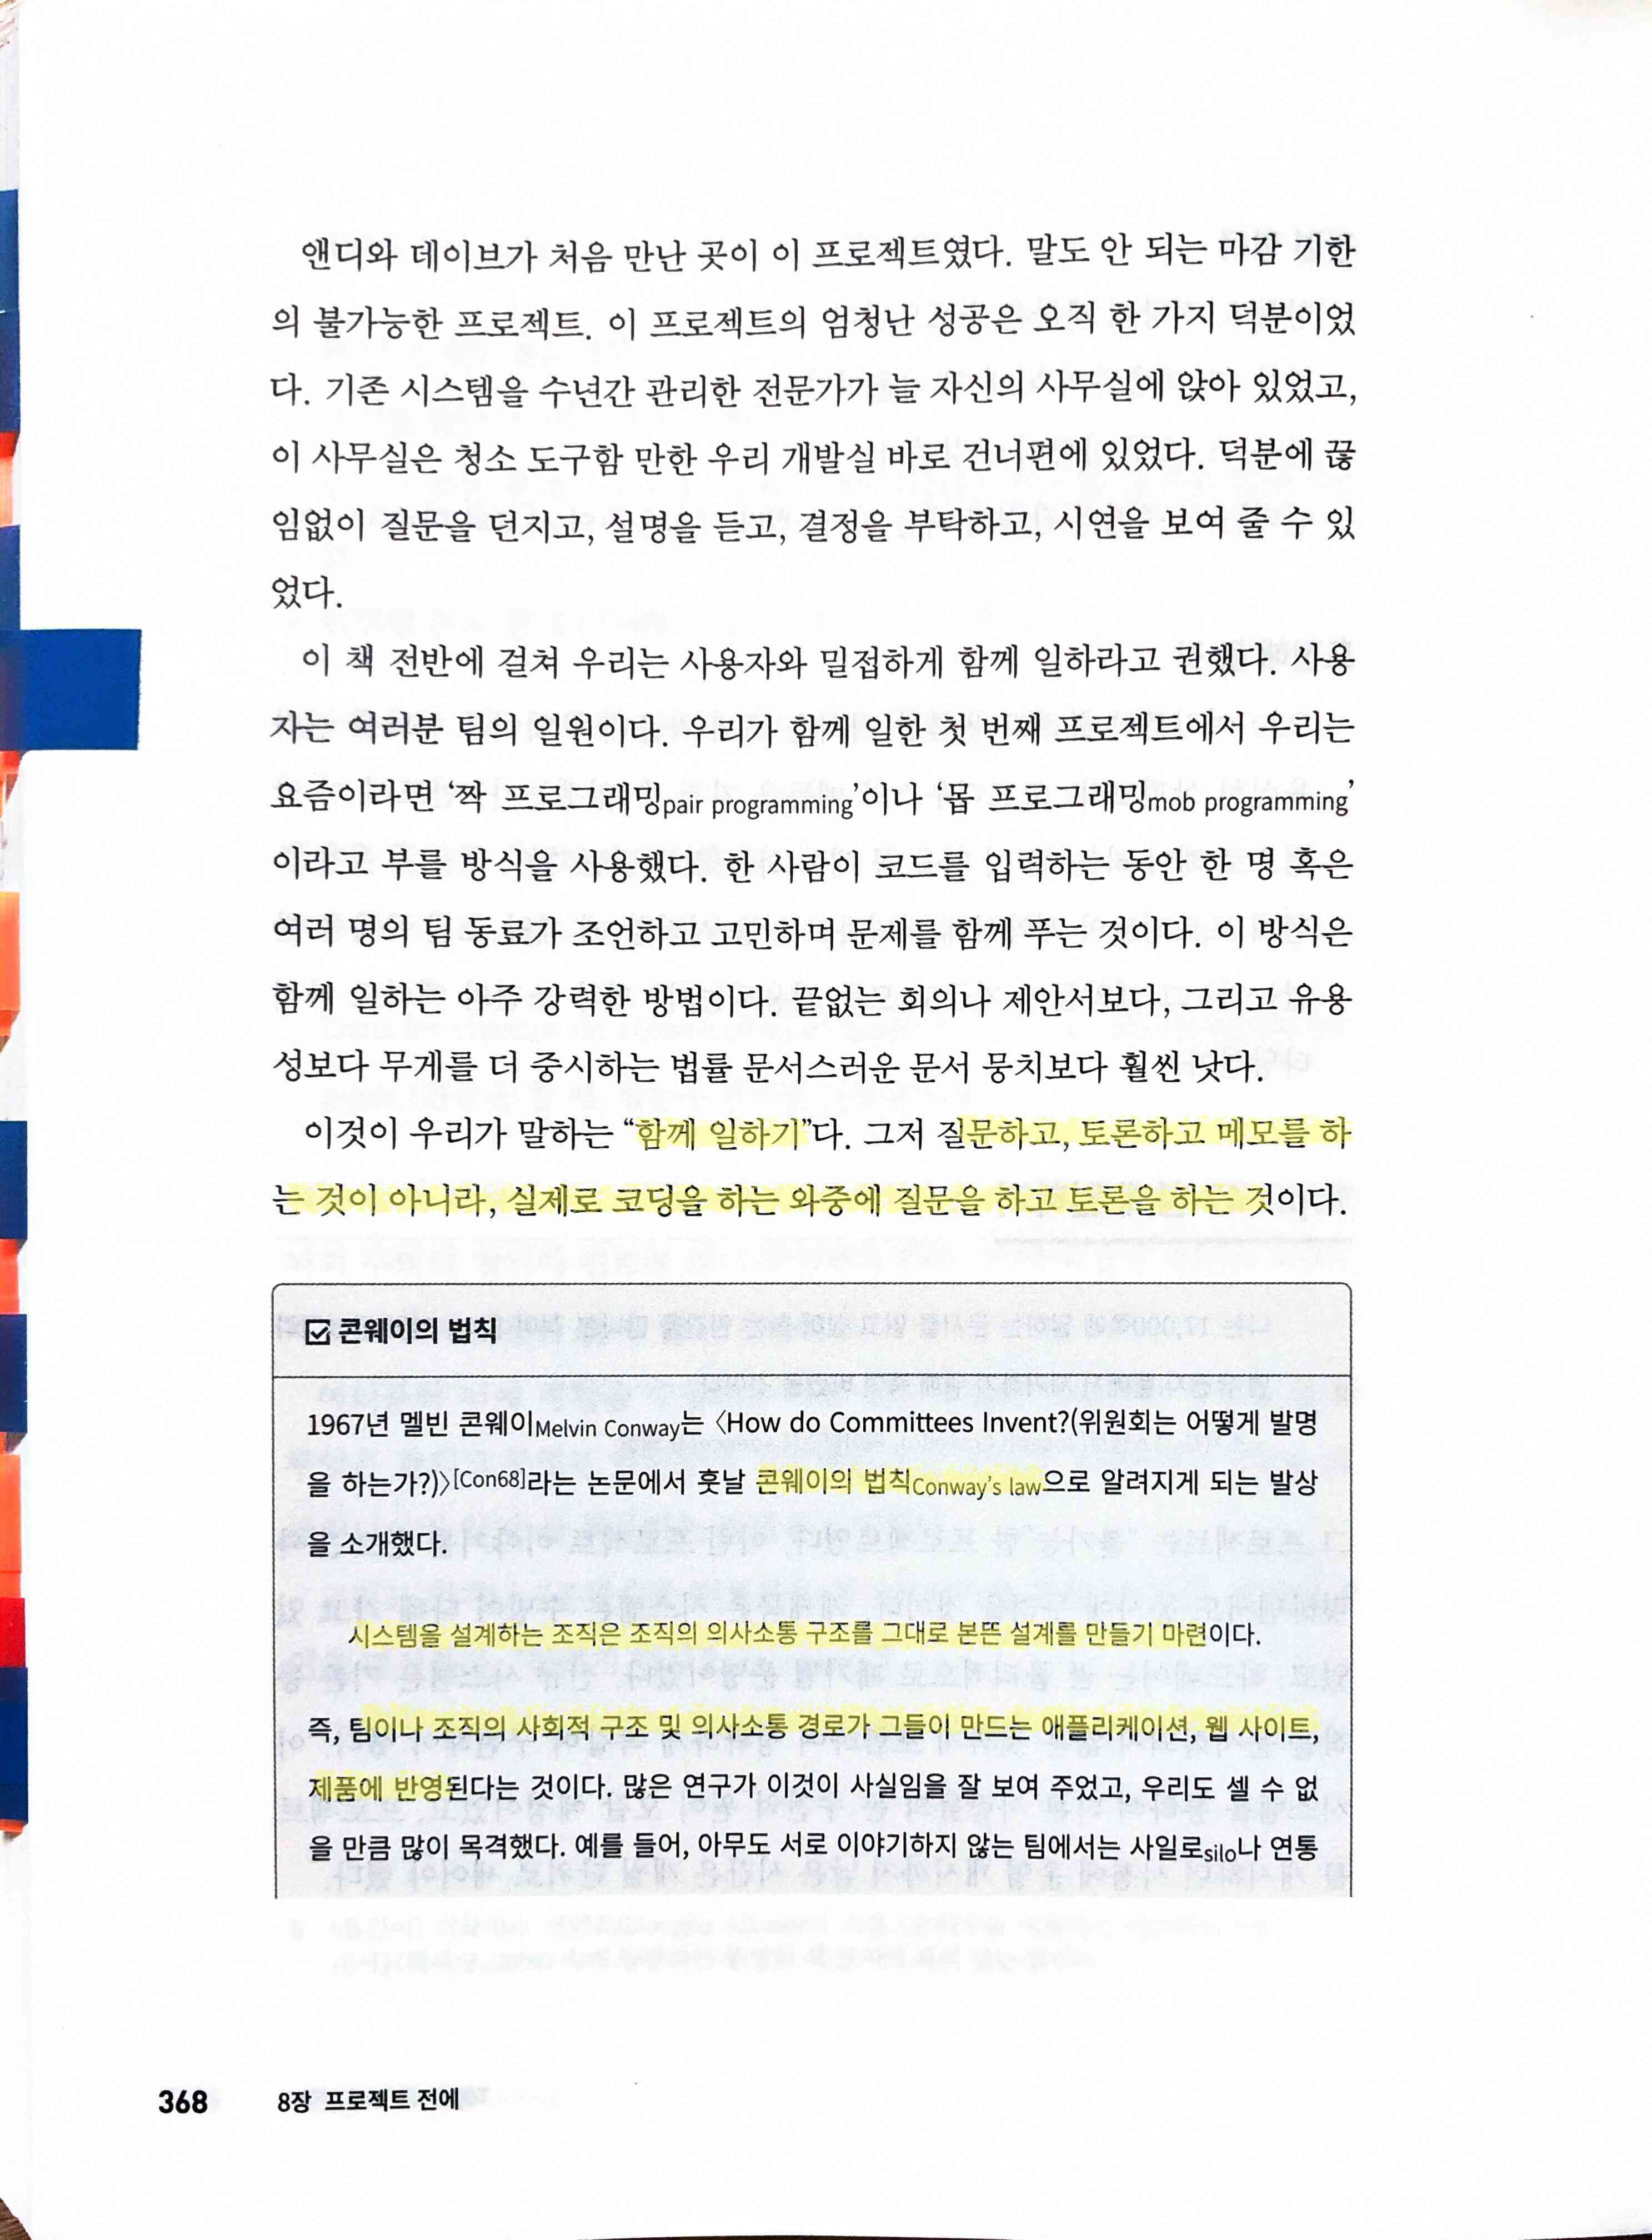 앤디와 데이브가 처음 만난 곳이 이 프로젝트였다. 말도 안 되는 마감 기한
의 불가능한 프로젝트. 이 프로젝트의 엄청난 성공은 오직 한 가지 덕분이었
다. 기존 시스템을 수년간 관리한 전문가가 늘 자신의 사무실에 앉아 있었고,
이 사무실은 청소 도구함 만한 우리 개발실 바로 건너편에 있었다. 덕분에 끊
임없이 질문을 던지고, 설명을 듣고, 결정을 부탁하고, 시연을 보여 줄 수 있
었다.
이 책 전반에 걸쳐 우리는 사용자와 밀접하게 함께 일하라고 권했다. 사용
자는 여러분 팀의 일원이다. 우리가 함께 일한 첫 번째 프로젝트에서 우리는
요즘이라면 ‘짝 프로그래밍pair programming’이나 ‘몹 프로그래밍mob programming’
이라고 부를 방식을 사용했다. 한 사람이 코드를 입력하는 동안 한 명 혹은
여러 명의 팀 동료가 조언하고 고민하며 문제를 함께 푸는 것이다. 이 방식은
함께 일하는 아주 강력한 방법이다. 끝없는 회의나 제안서보다, 그리고 유용
성보다 무게를 더 중시하는 법률 문서스러운 문서 뭉치보다 훨씬 낫다.
이것이 우리가 말하는 “함께 일하기”다. 그저 질문하고, 토론하고 메모를 하
는 것이 아니라, 실제로 코딩을 하는 와중에 질문을 하고 토론을 하는 것이다.
콘웨이의 법칙
1967년 멜빈 콘웨이Melvin Conway는 〈How do Committees Invent?(위원회는 어떻게 발명
을 하는가?)〉[Con68]라는 논문에서 훗날 콘웨이의 법칙Conway’s law으로 알려지게 되는 발상
을 소개했다.
시스템을 설계하는 조직은 조직의 의사소통 구조를 그대로 본뜬 설계를 만들기 마련이다.
즉, 팀이나 조직의 사회적 구조 및 의사소통 경로가 그들이 만드는 애플리케이션, 웹 사이트,
제품에 반영된다는 것이다. 많은 연구가 이것이 사실임을 잘 보여 주었고, 우리도 셀 수 없
을 만큼 많이 목격했다. 예를 들어, 아무도 서로 이야기하지 않는 팀에서는 사일로silo나 연통
368 8장 프로젝트 전에